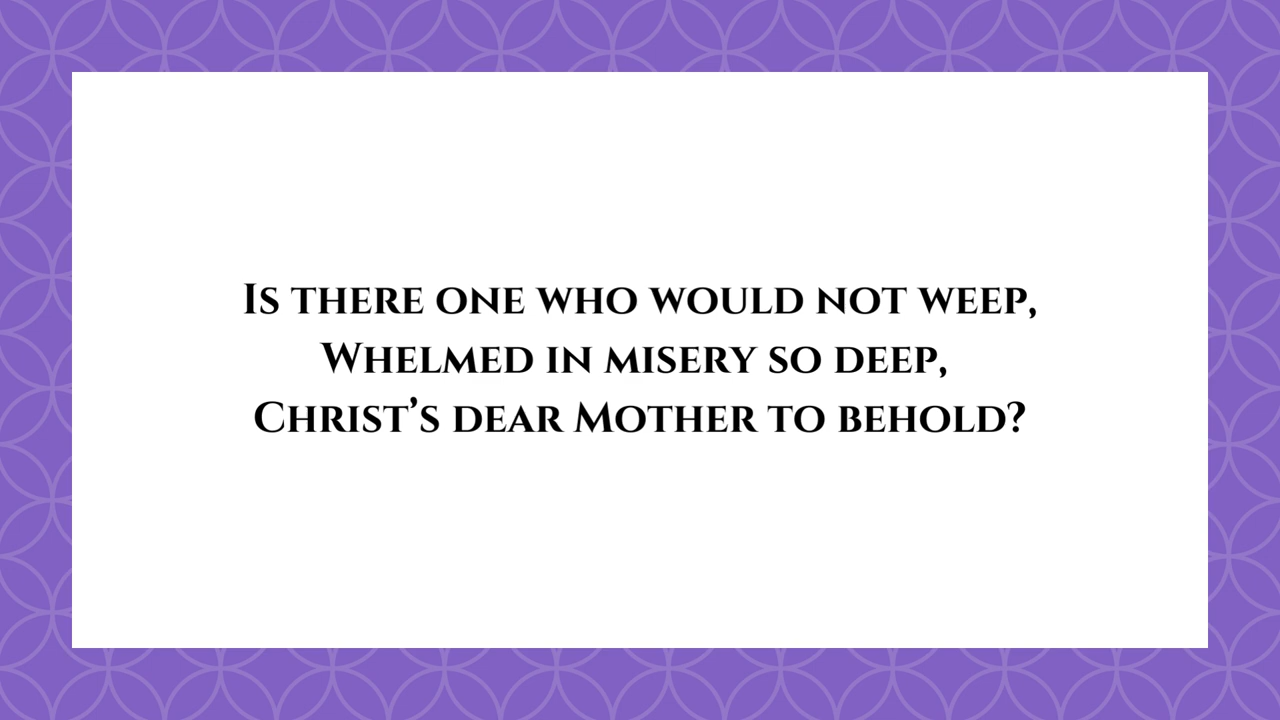 Is there one who would not weep,
Whelmed in misery so deep,
Christ’s dear Mother to behold?